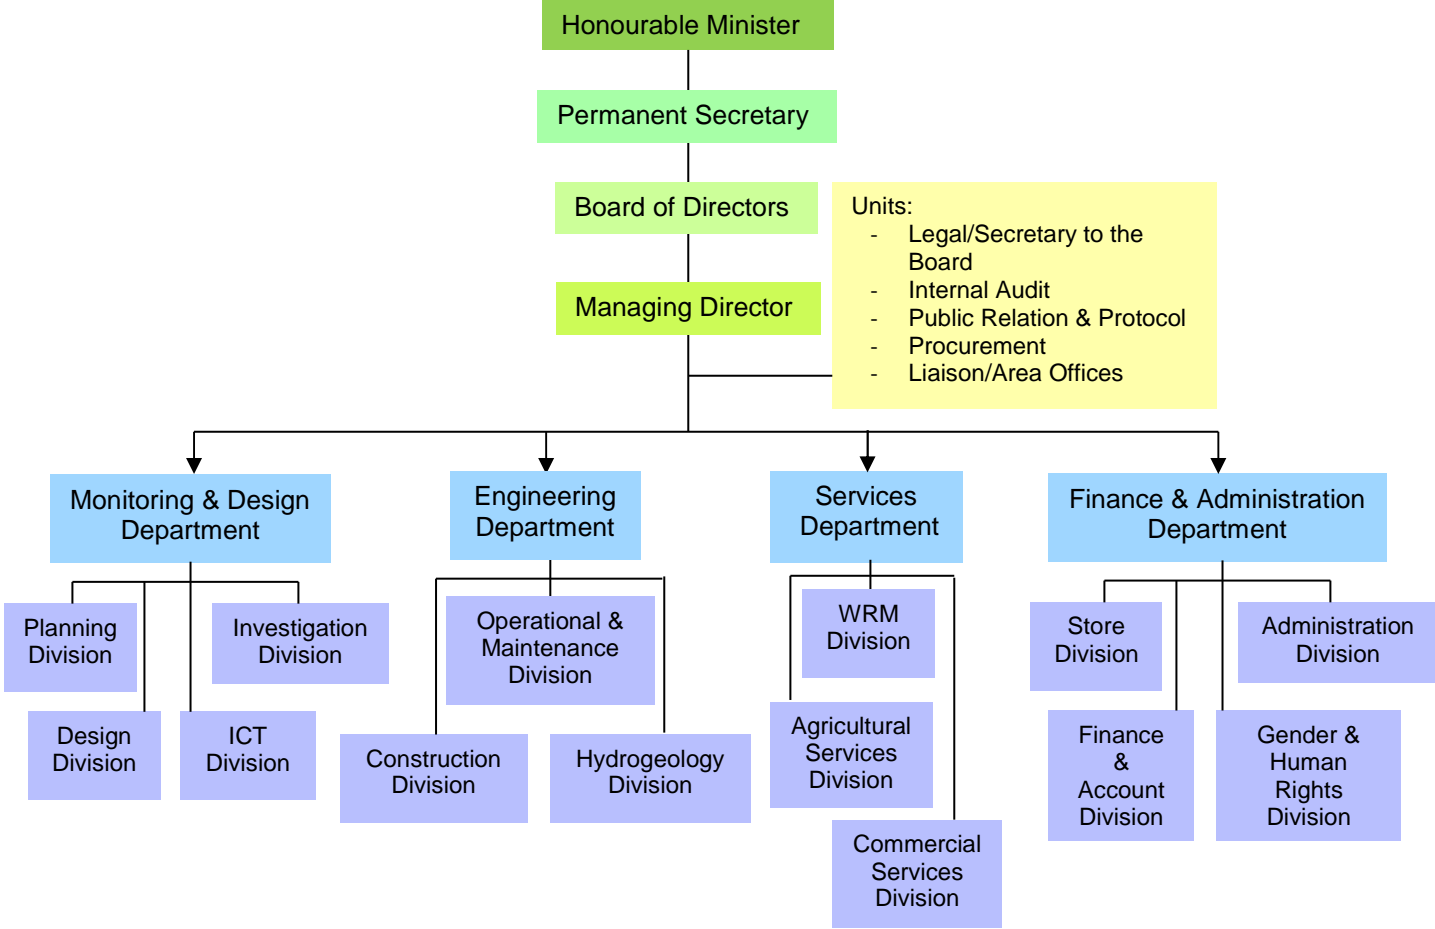 Honourable Minister
Permanent Secretary
Board of Directors
Managing Director
Units:
- Legal/Secretary to the
Board
- Internal Audit
- Public Relation & Protocol
- Procurement
- Liaison/Area Offices
Monitoring & Design
Department
Engineering
Department
Services
Department
Finance & Administration
Department
Planning
Division
Investigation
Division
Design
Division
ICT
Division
Operational &
Maintenance
Division
Construction
Division
Hydrogeology
Division
WRM
Division
Agricultural
Services
Division
Commercial
Services
Division
Store
Division
Administration
Division
Finance
&
Account
Division
Gender &
Human
Rights
Division